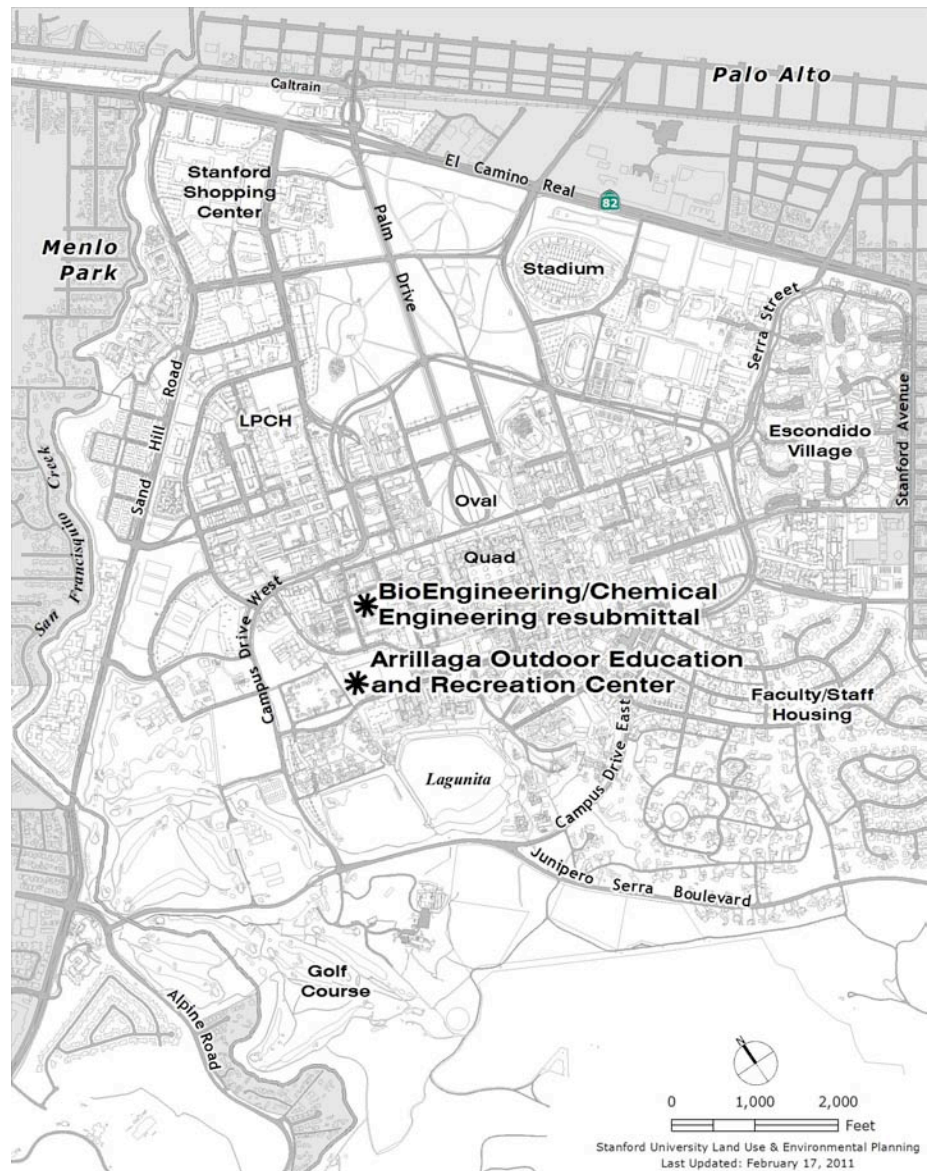 Palo Alto
Caltrain
El Camino Real
82
Stanford
Shopping
Center
Palm Drive
Menlo
Park
Stadium
Serra Street
Sand Hill Road
LPCH
Escondido
Village
Stanford Avenue
San Francisquito Creek
Oval
Quad
Campus Drive West
BioEngineering/Chemical
Engineering resubmittal
Arrillaga Outdoor Education
and Recreation Center
Faculty/Staff
Housing
Lagunita
Campus Drive East
Junipero Serra Boulevard
Golf
Course
Alpine Road
N
0 1,000 2,000
Feet
Stanford University Land Use & Environmental Planning
Last Updated: February 17, 2011